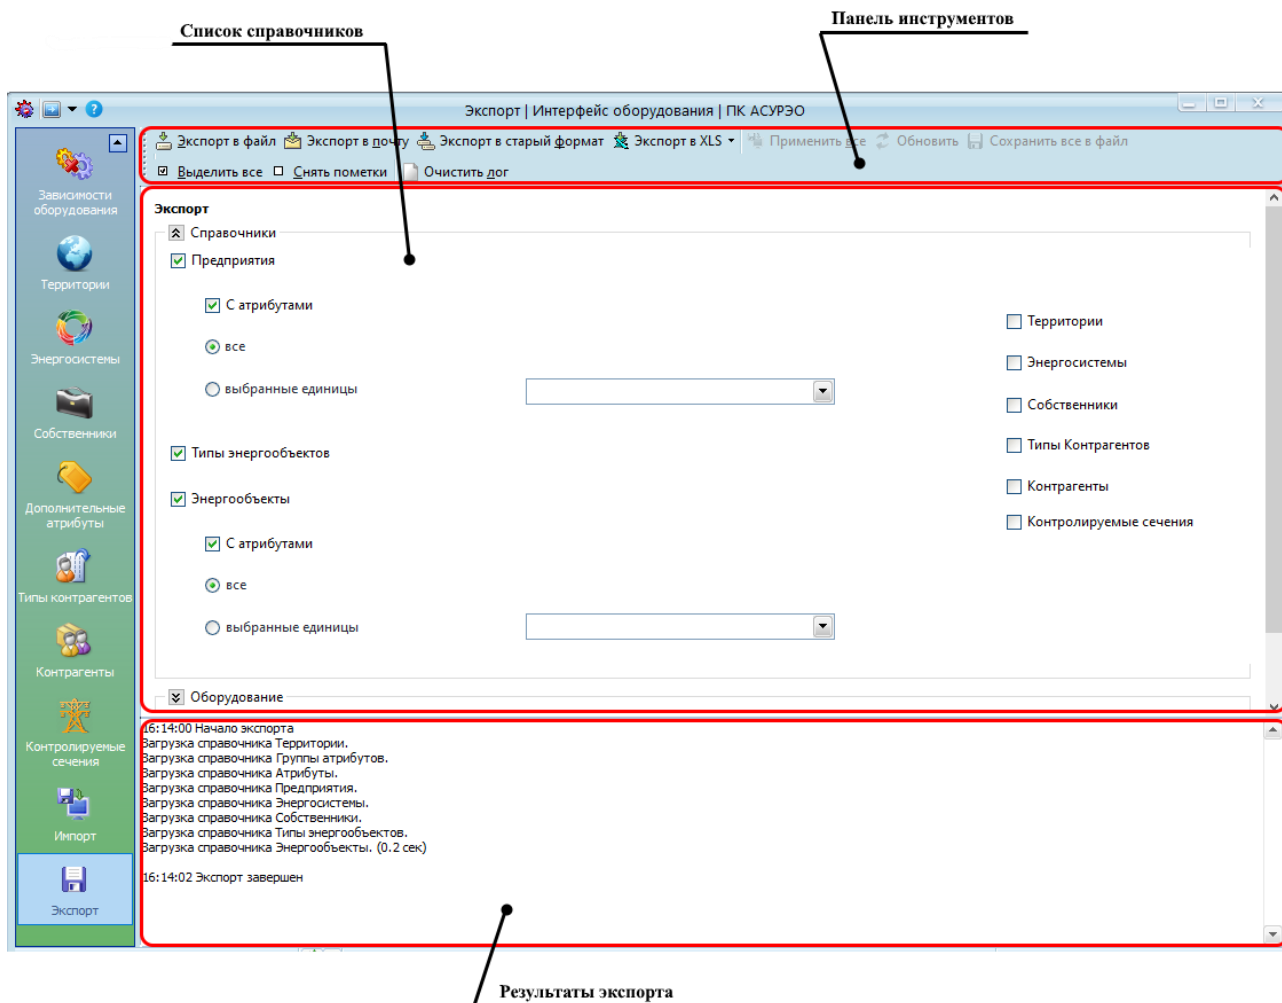 Список справочников
Панель инструментов
Экспорт | Интерфейс оборудования | ПК АСУРЭО
Экспорт в файл Экспорт в почту Экспорт в старый формат Экспорт в XLS Применить все Обновить Сохранить все в файл
Выделить все Снять пометки Очистить лог
Зависимости
оборудования
Территории
Энергосистемы
Собственники
Дополнительные
атрибуты
Типы контрагентов
Контрагенты
Контролируемые
сечения
Импорт
Экспорт
Экспорт
Справочники
Предприятия
С атрибутами
все
выбранные единицы
Типы энергообъектов
Энергообъекты
С атрибутами
все
выбранные единицы
Территории
Энергосистемы
Собственники
Типы Контрагентов
Контрагенты
Контролируемые сечения
Оборудование
16:14:00 Начало экспорта
Загрузка справочника Территории.
Загрузка справочника Группы атрибутов.
Загрузка справочника Атрибуты.
Загрузка справочника Предприятия.
Загрузка справочника Энергосистемы.
Загрузка справочника Собственники.
Загрузка справочника Типы энергообъектов.
Загрузка справочника Энергообъекты. (0.2 сек)
16:14:02 Экспорт завершен
Результаты экспорта